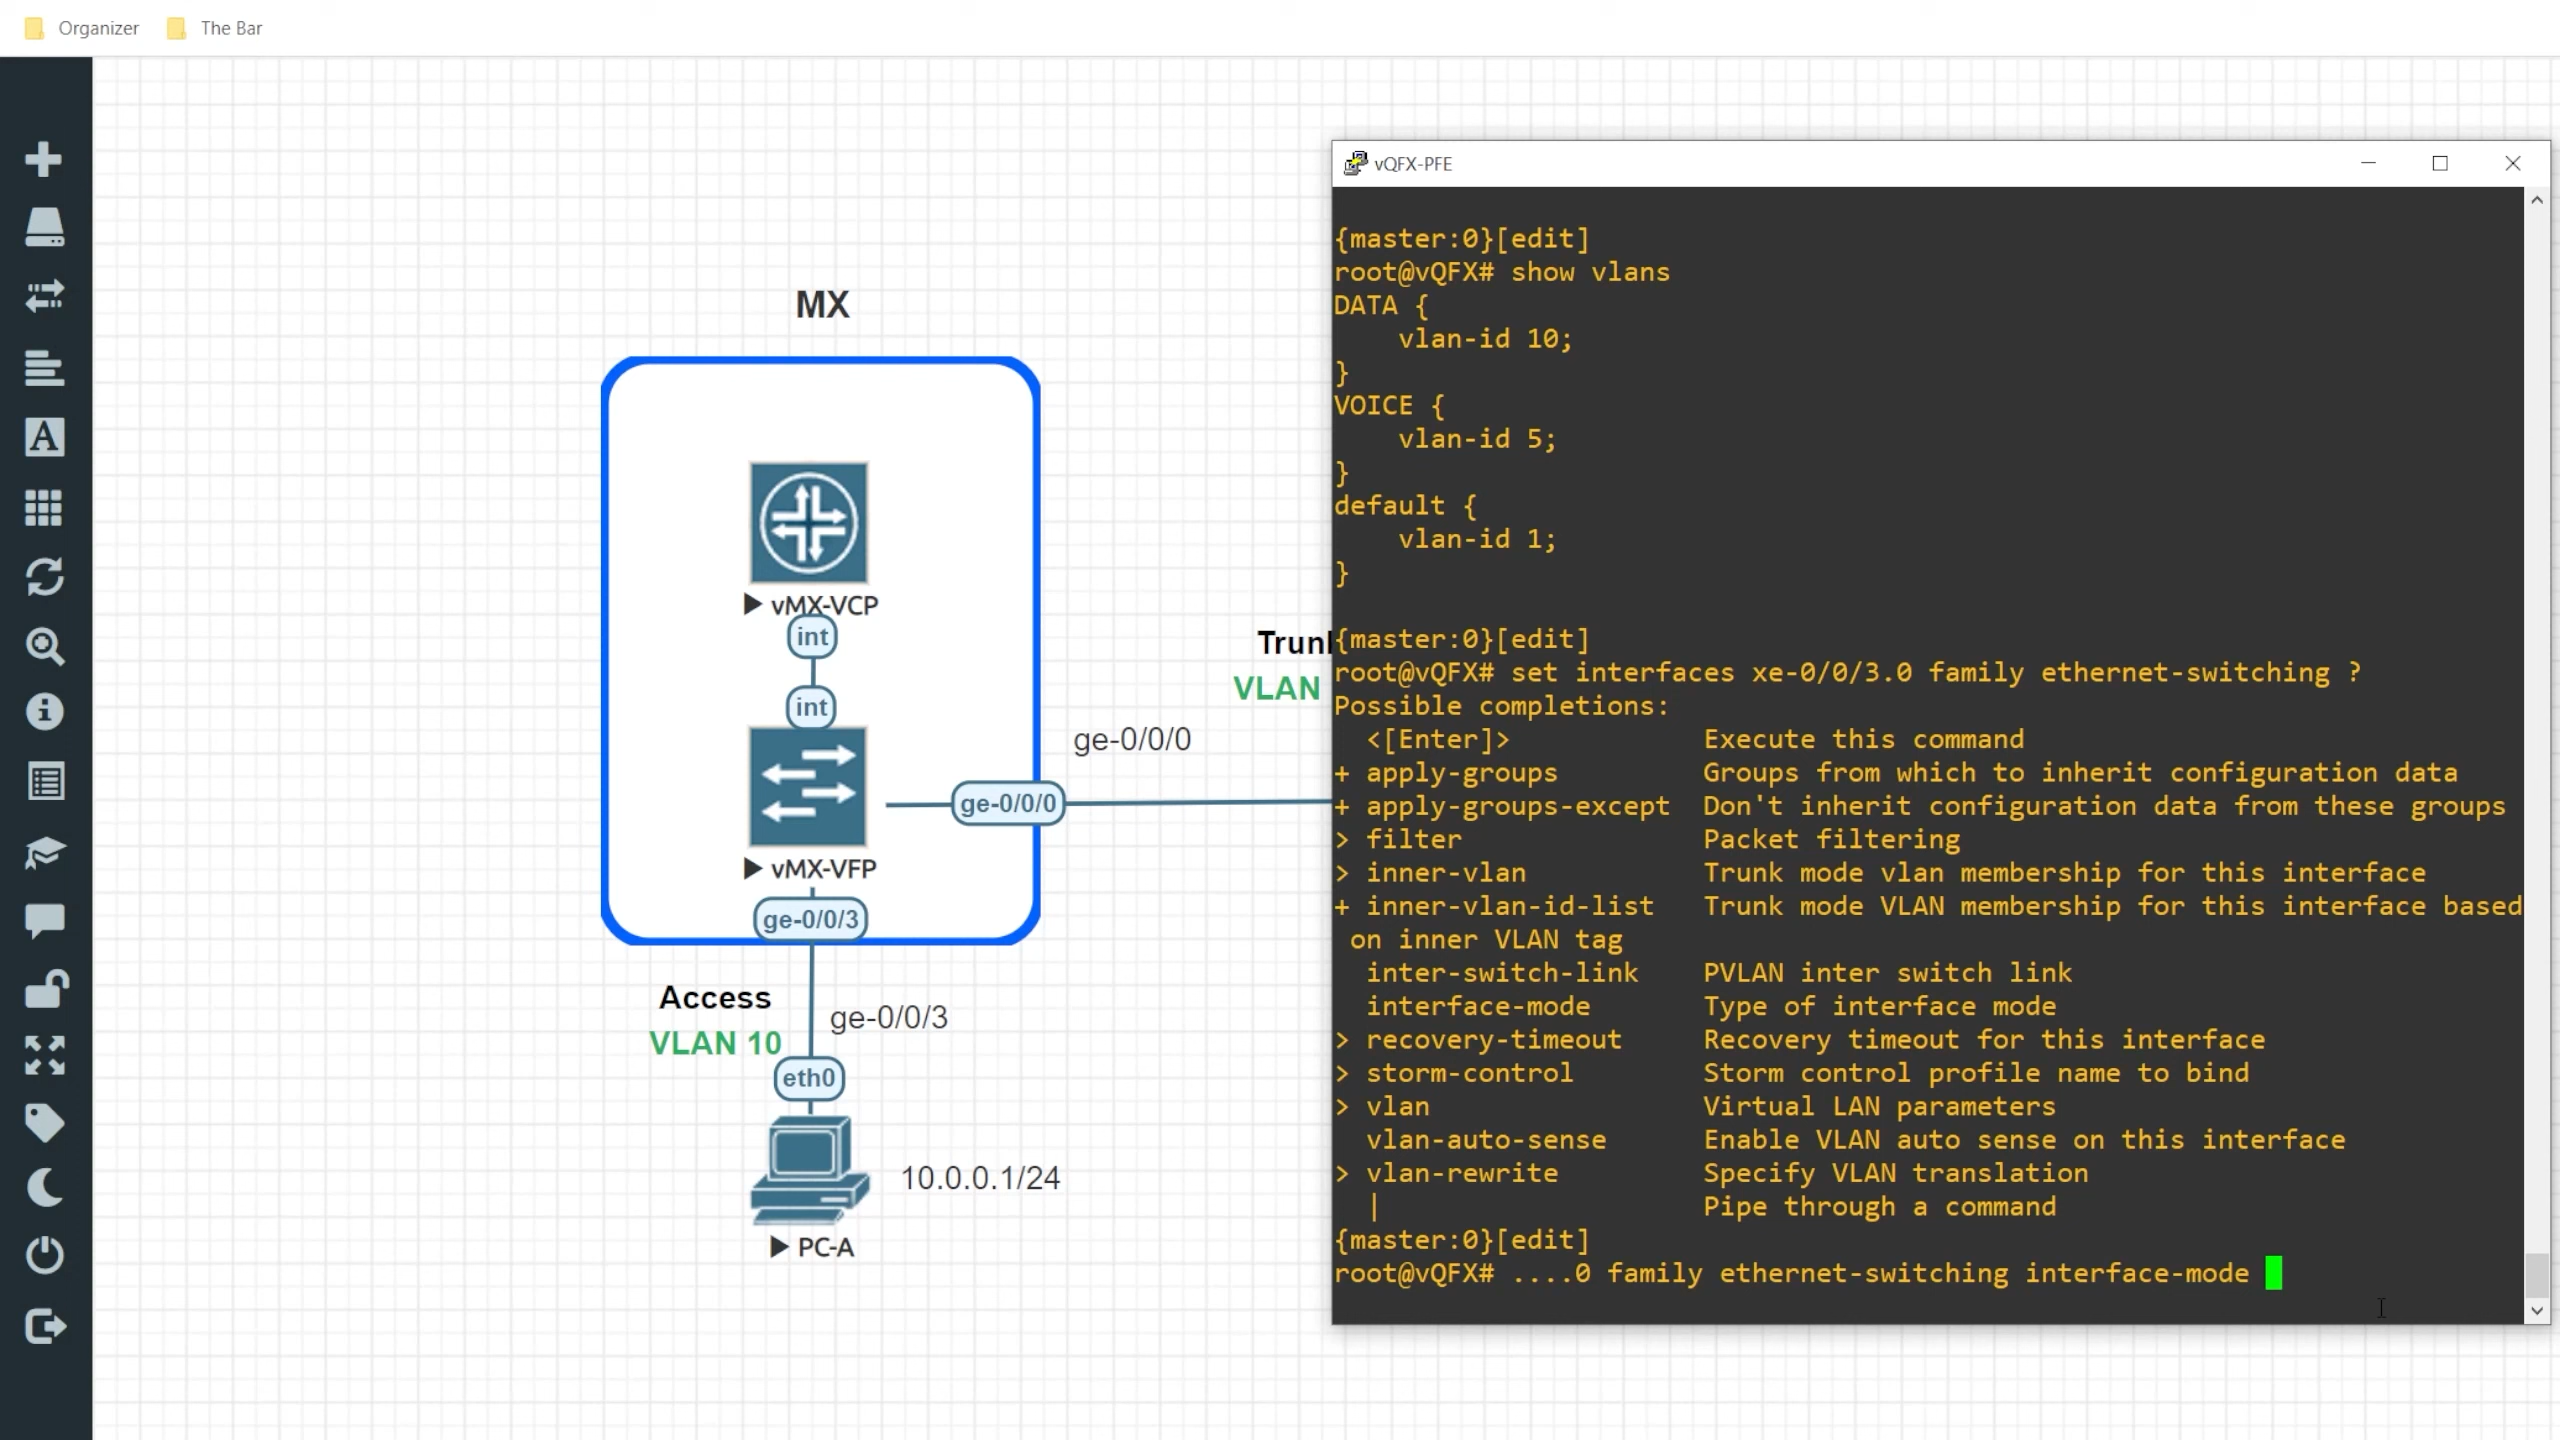 Organizer
The Bar
MX
vMX-VCP
int
int
vMX-VFP
ge-0/0/0
ge-0/0/0
ge-0/0/3
Access
VLAN 10
ge-0/0/3
eth0
10.0.0.1/24
PC-A
VLAN
vQFX-PFE
{master:0}[edit]
root@vQFX# show vlans
DATA {
    vlan-id 10;
}
VOICE {
    vlan-id 5;
}
default {
    vlan-id 1;
}
{master:0}[edit]
root@vQFX# set interfaces xe-0/0/3.0 family ethernet-switching ?
Possible completions:
  <[Enter]>            Execute this command
+ apply-groups         Groups from which to inherit configuration data
+ apply-groups-except  Don't inherit configuration data from these groups
> filter               Packet filtering
> inner-vlan           Trunk mode vlan membership for this interface
+ inner-vlan-id-list   Trunk mode VLAN membership for this interface based
 on inner VLAN tag
  inter-switch-link    PVLAN inter switch link
  interface-mode       Type of interface mode
> recovery-timeout     Recovery timeout for this interface
> storm-control        Storm control profile name to bind
> vlan                 Virtual LAN parameters
  vlan-auto-sense      Enable VLAN auto sense on this interface
> vlan-rewrite         Specify VLAN translation
  |                    Pipe through a command
{master:0}[edit]
root@vQFX# ....0 family ethernet-switching interface-mode